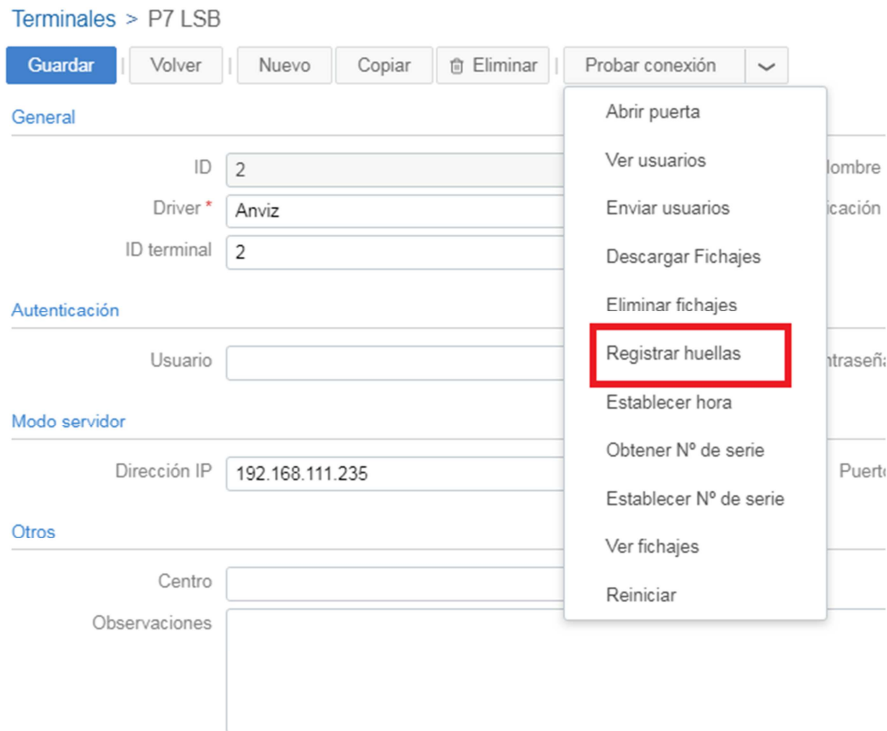 Terminales > P7 LSB
Guardar | Volver | Nuevo Copiar Eliminar | Probar conexión
General
Abrir puerta
ID 2
Ver usuarios
Driver * Anviz
Enviar usuarios
ID terminal 2
Descargar Fichajes
Eliminar fichajes
Autenticación
Registrar huellas
Usuario
Establecer hora
Modo servidor
Obtener Nº de serie
Dirección IP 192.168.111.235
Establecer Nº de serie
Otros
Ver fichajes
Centro
Reiniciar
Observaciones